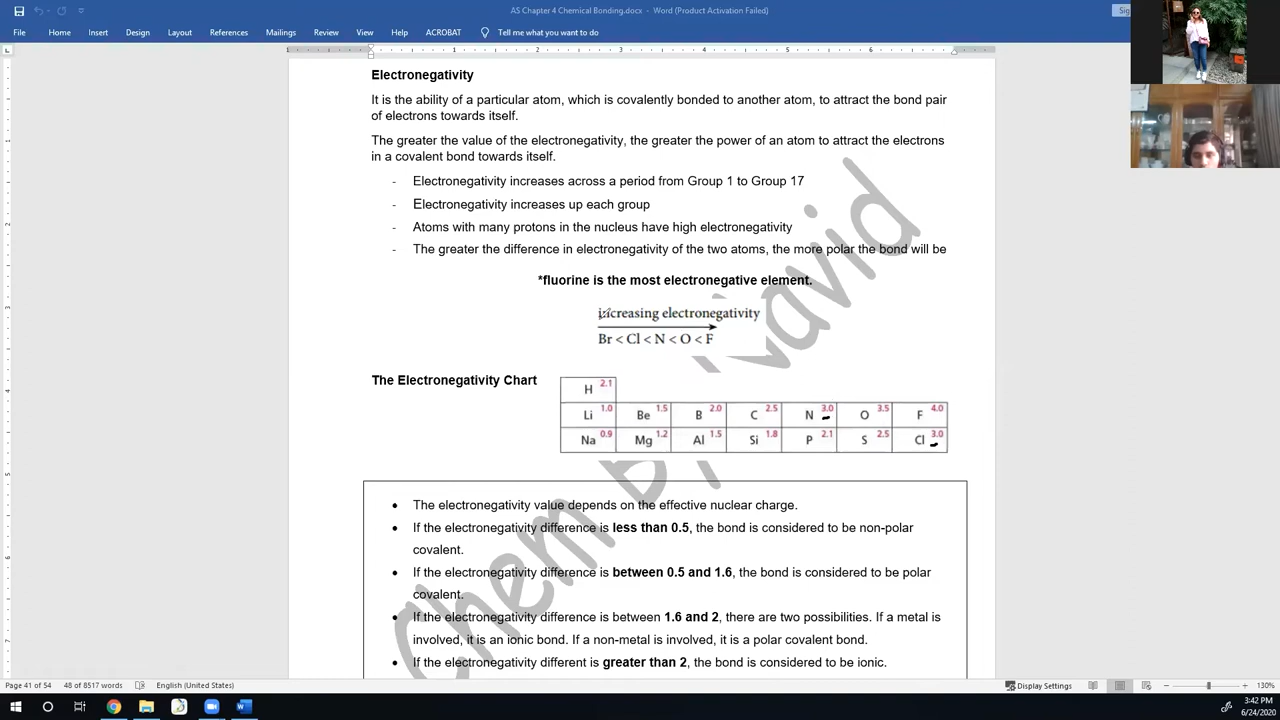 AS Chapter 4 Chemical Bonding.docx - Word (Product Activation Failed)
File Home Insert Design Layout References Mailings Review View Help ACROBAT Tell me what you want to do
Electronegativity
It is the ability of a particular atom, which is covalently bonded to another atom, to attract the bond pair
of electrons towards itself.
The greater the value of the electronegativity, the greater the power of an atom to attract the electrons
in a covalent bond towards itself.
- Electronegativity increases across a period from Group 1 to Group 17
- Electronegativity increases up each group
- Atoms with many protons in the nucleus have high electronegativity
- The greater the difference in electronegativity of the two atoms, the more polar the bond will be
*fluorine is the most electronegative element.
increasing electronegativity
Br < Cl < N < O < F
The Electronegativity Chart
H 2.1
Li 1.0 Be 1.5 B 2.0 C 2.5 N 3.0 O 3.5 F 4.0
Na 0.9 Mg 1.2 Al 1.5 Si 1.8 P 2.1 S 2.5 Cl 3.0
• The electronegativity value depends on the effective nuclear charge.
• If the electronegativity difference is less than 0.5, the bond is considered to be non-polar
covalent.
• If the electronegativity difference is between 0.5 and 1.6, the bond is considered to be polar
covalent.
• If the electronegativity difference is between 1.6 and 2, there are two possibilities. If a metal is
involved, it is an ionic bond. If a non-metal is involved, it is a polar covalent bond.
• If the electronegativity different is greater than 2, the bond is considered to be ionic.
Chem By David
Page 41 of 54 48 of 8517 words English (United States) Display Settings 130%
3:42 PM
6/24/2020